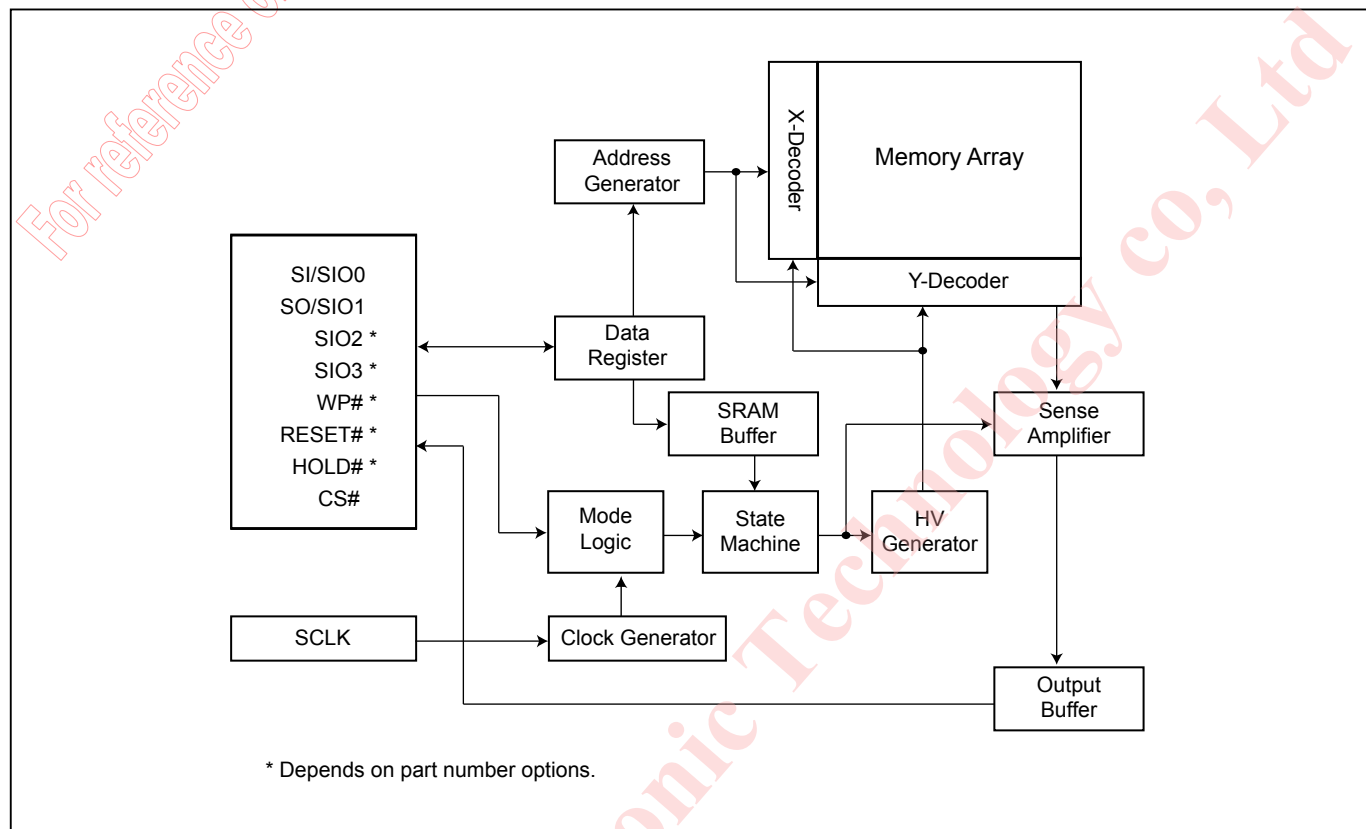 For reference
X-Decoder
Memory Array
Address
Generator
Y-Decoder
SI/SIO0
SO/SIO1
SIO2 *
SIO3 *
WP# *
RESET# *
HOLD# *
CS#
Data
Register
SRAM
Buffer
Sense
Amplifier
Mode
Logic
State
Machine
HV
Generator
SCLK
Clock Generator
Output
Buffer
* Depends on part number options.
Technology co, Ltd